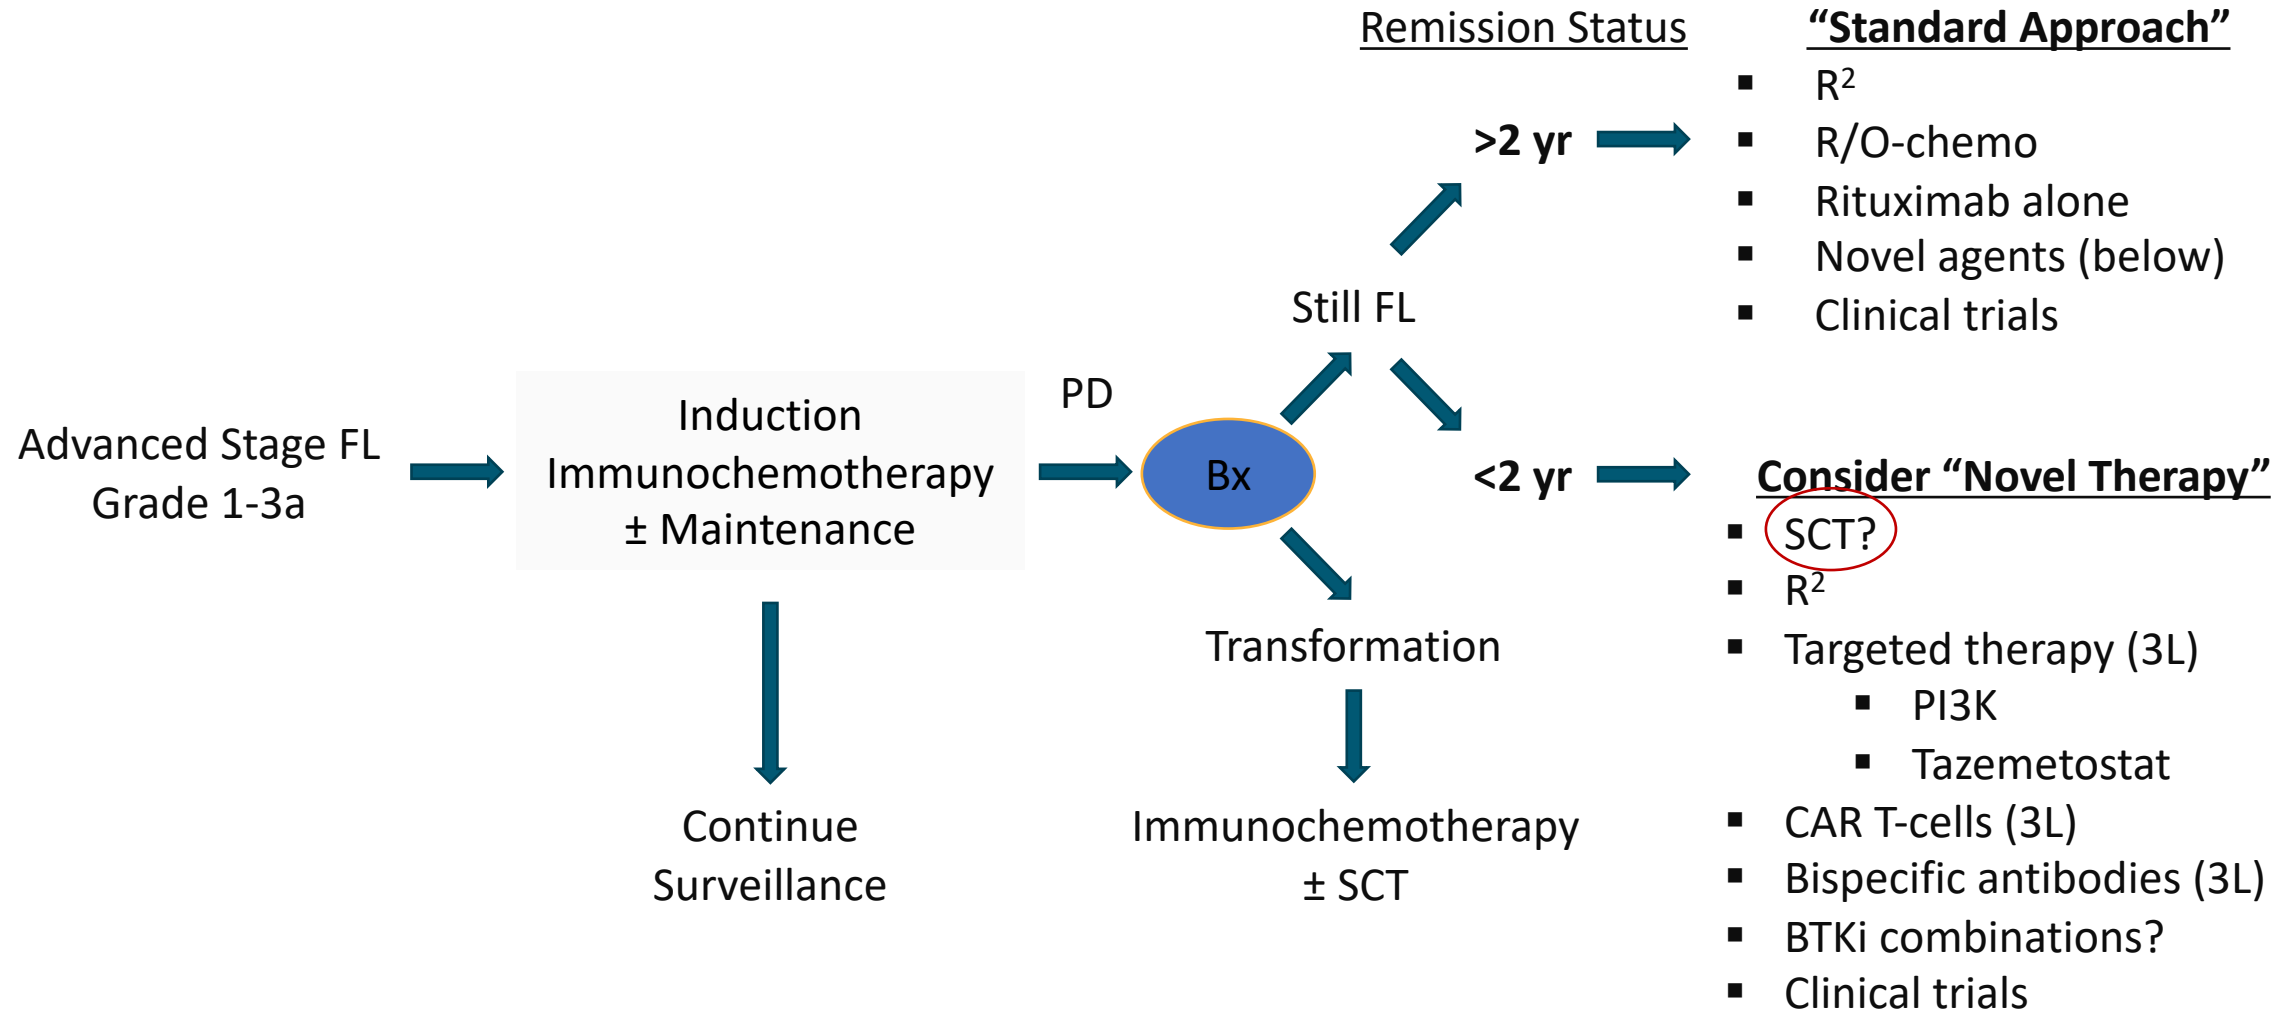 Remission Status
“Standard Approach”
▪ R²
▪ R/O-chemo
▪ Rituximab alone
▪ Novel agents (below)
▪ Clinical trials
>2 yr
Still FL
PD
Advanced Stage FL
Grade 1-3a
Induction
Immunochemotherapy
± Maintenance
Bx
<2 yr
Consider “Novel Therapy”
▪ SCT?
▪ R²
▪ Targeted therapy (3L)
▪ PI3K
▪ Tazemetostat
▪ CAR T-cells (3L)
▪ Bispecific antibodies (3L)
▪ BTKi combinations?
▪ Clinical trials
Transformation
Continue
Surveillance
Immunochemotherapy
± SCT